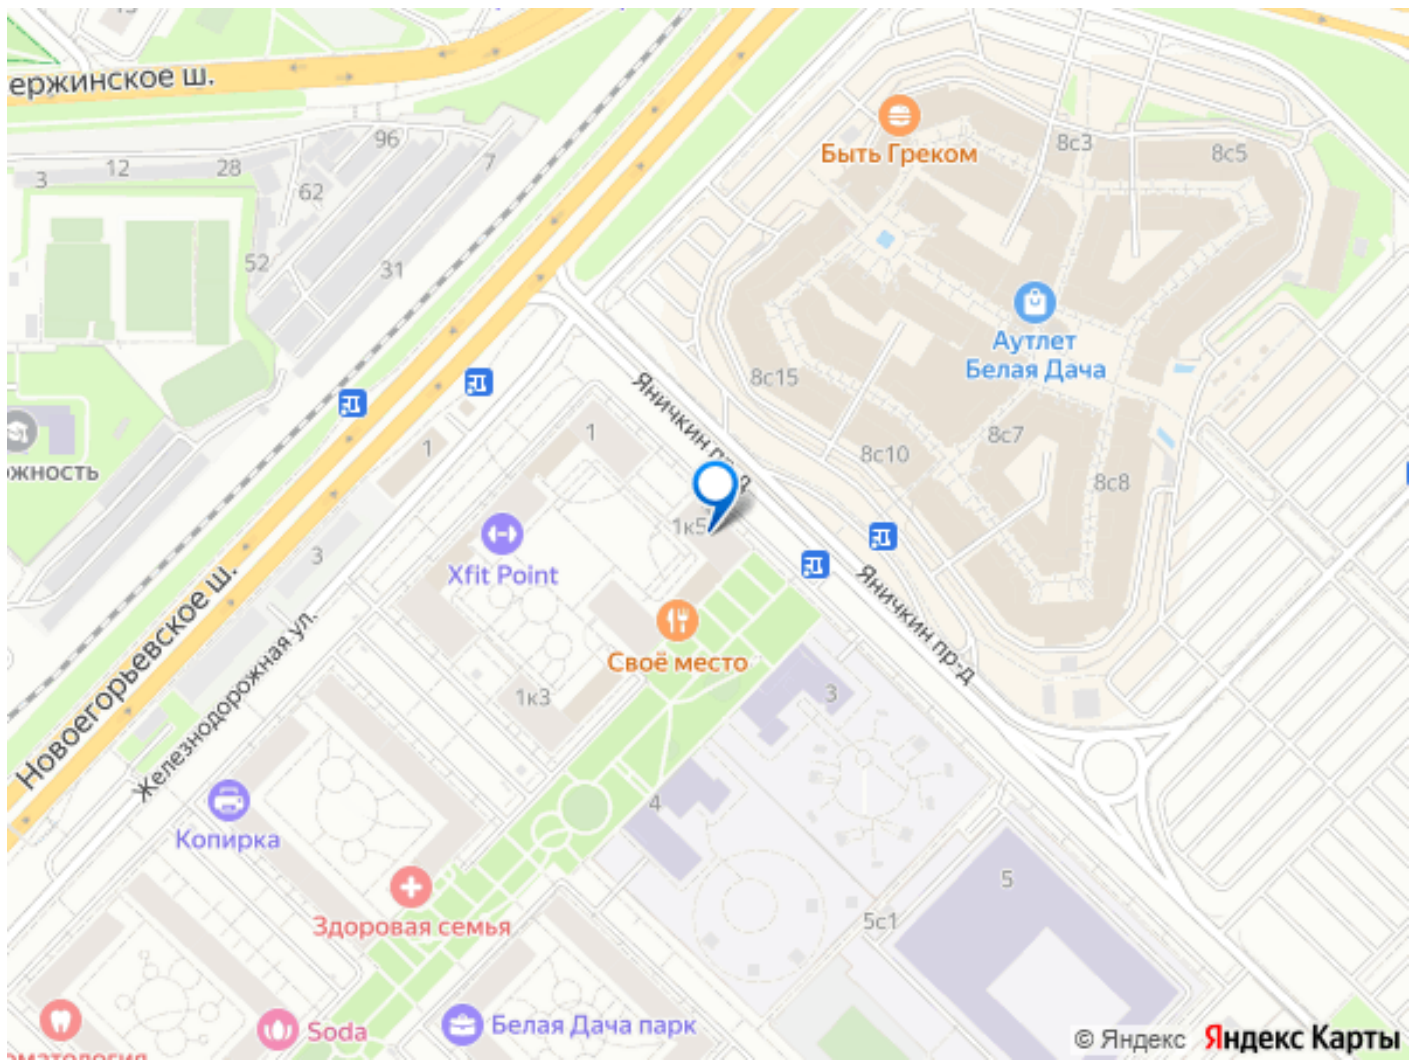 ержинское ш.
96
7
3
12
28
62
52
31
Быть Греком
8с3
8с5
Аутлет
Белая Дача
8с15
8с10
8с7
8с8
Яничкин пр-д
1
1
1к5
ожность
3
Xfit Point
Новоегорьевское ш.
Железнодорожная ул.
Яничкин пр-д
Своё место
3
1к3
4
Копирка
5
5с1
Здоровая семья
Soda
Белая Дача парк
оматология
© Яндекс Яндекс Карты